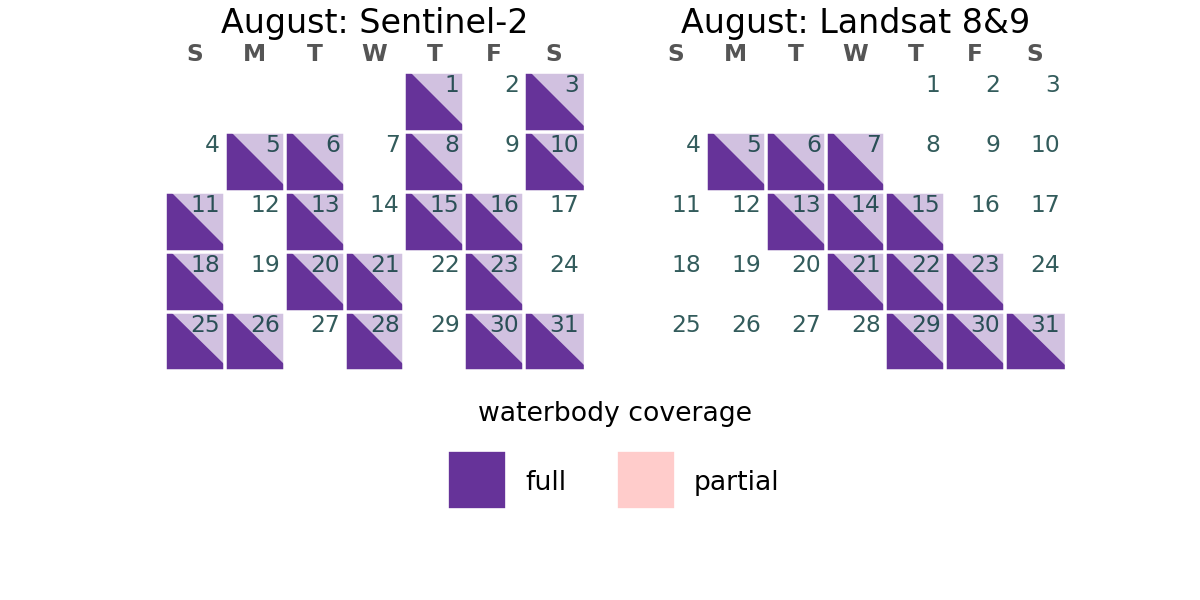 August: Sentinel-2
S M T W T F S
1 2 3
4 5 6 7 8 9 10
11 12 13 14 15 16 17
18 19 20 21 22 23 24
25 26 27 28 29 30 31
August: Landsat 8&9
S M T W T F S
1 2 3
4 5 6 7 8 9 10
11 12 13 14 15 16 17
18 19 20 21 22 23 24
25 26 27 28 29 30 31
waterbody coverage
full partial